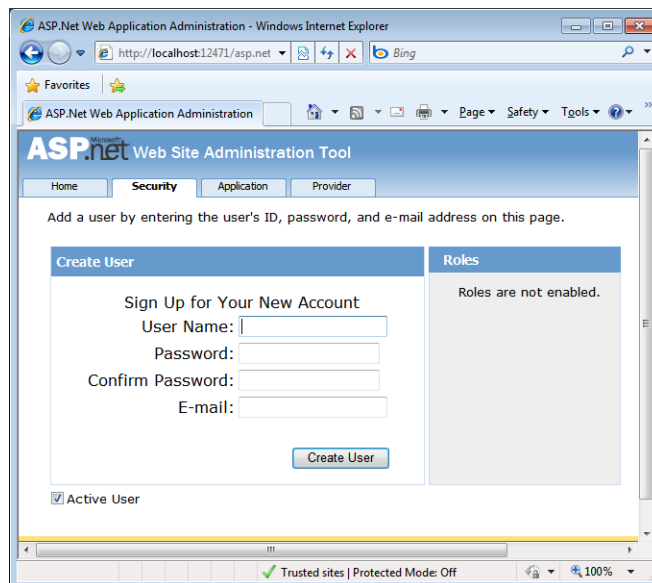 ASP.Net Web Application Administration - Windows Internet Explorer
http://localhost:12471/asp.net
Bing
Favorites
ASP.Net Web Application Administration
Page Safety Tools
Microsoft
ASP.net Web Site Administration Tool
Home Security Application Provider
Add a user by entering the user's ID, password, and e-mail address on this page.
Create User
Sign Up for Your New Account
User Name:
Password:
Confirm Password:
E-mail:
Create User
Active User
Roles
Roles are not enabled.
Trusted sites | Protected Mode: Off
100%